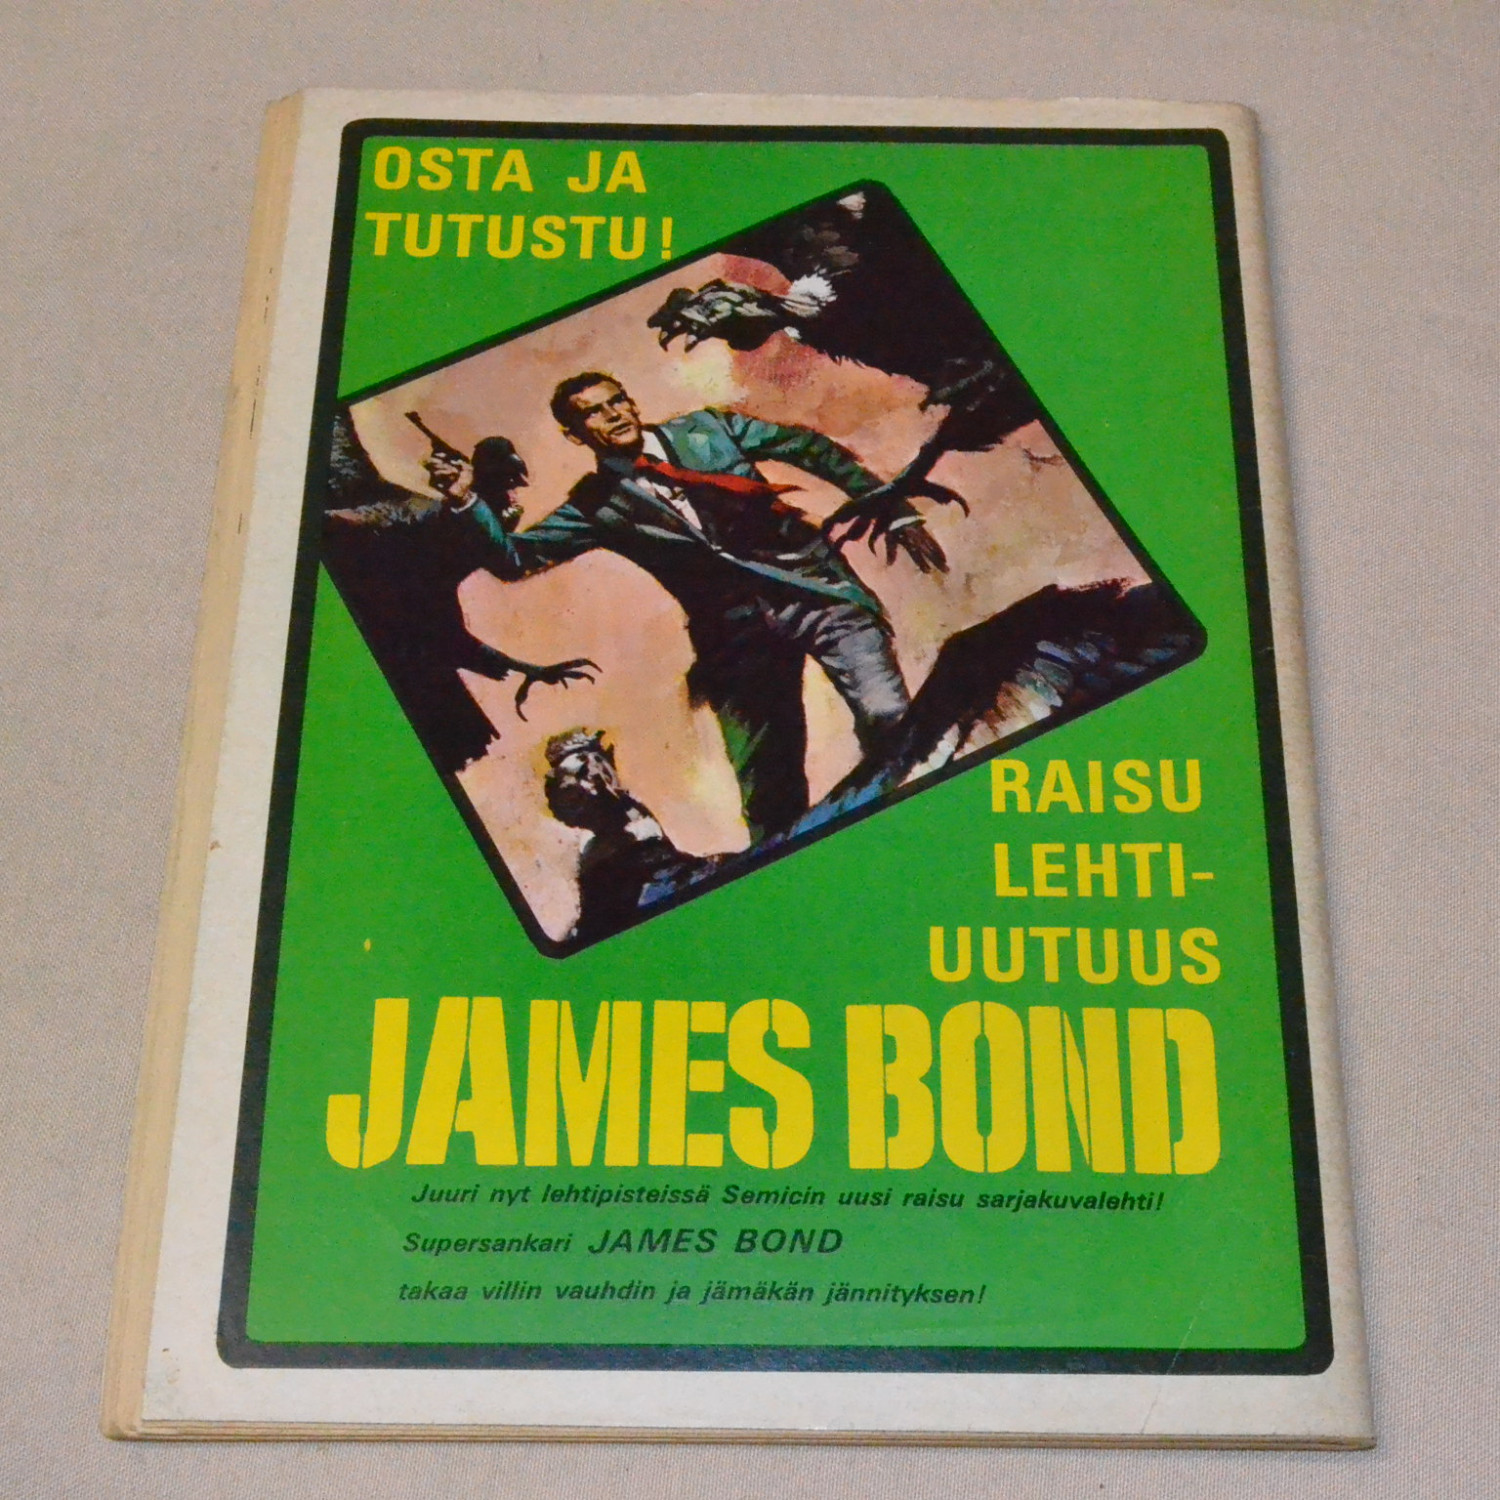 OSTA JA
TUTUSTU!
RAISU
LEHTI-
UUTUUS
JAMES BOND
Juuri nyt lehtipisteissä Semicin uusi raisu sarjakuvalehti!
Supersankari JAMES BOND
takaa villin vauhdin ja jämäkän jännityksen!